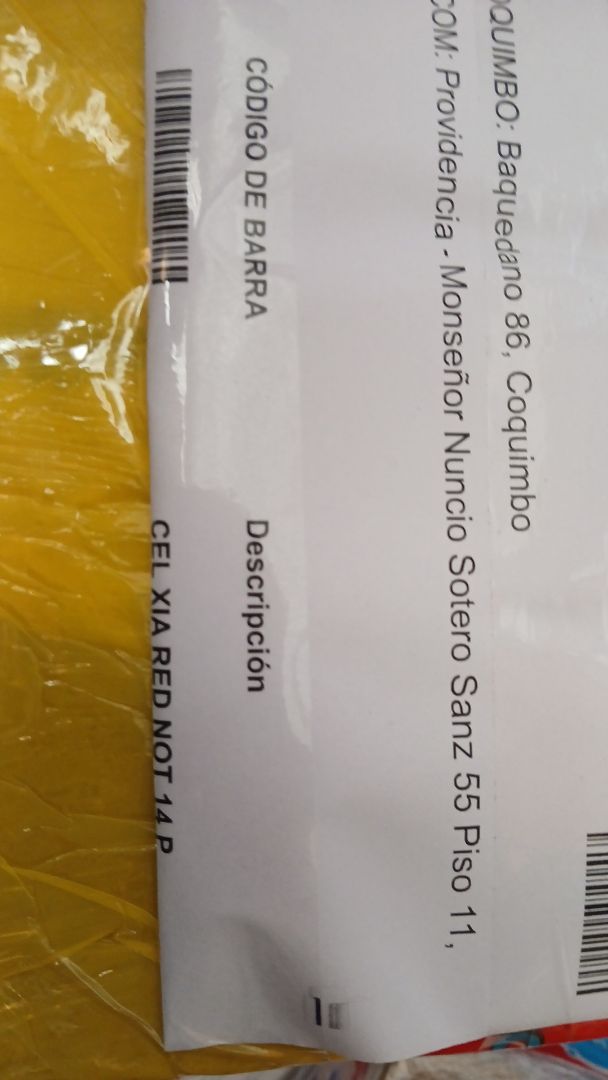 OQUIMBO: Baquedano 86, Coquimbo
COM: Providencia - Monseñor Nuncio Sotero Sanz 55 Piso 11,
CÓDIGO DE BARRA Descripción
CEL XIA RED NOT 14 P